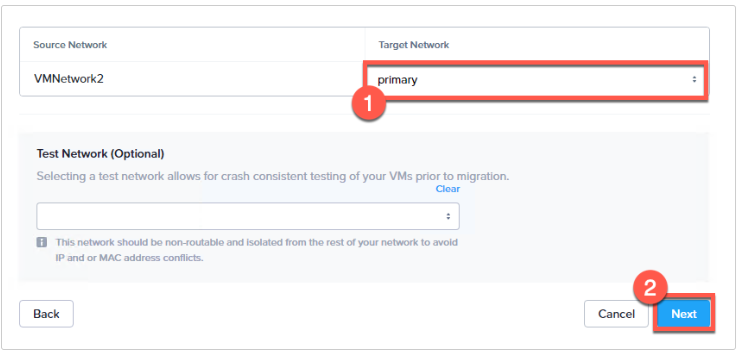 Source Network Target Network
VMNetwork2 primary
1
Test Network (Optional)
Selecting a test network allows for crash consistent testing of your VMs prior to migration.
Clear
This network should be non-routable and isolated from the rest of your network to avoid
IP and or MAC address conflicts.
2
Back Cancel Next